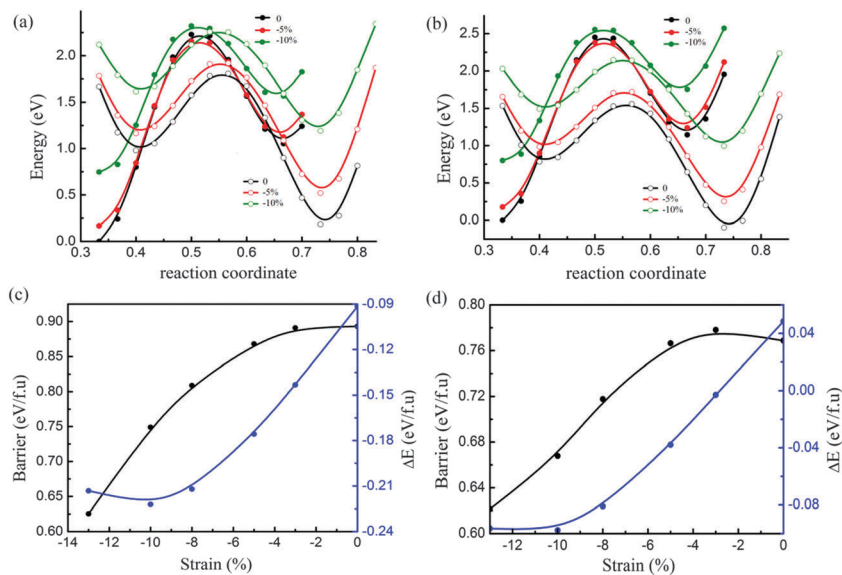 (a)
Energy (eV)
2.5
2.0
1.5
1.0
0.5
0.0
0
-5%
-10%
0
-5%
-10%
0.3 0.4 0.5 0.6 0.7 0.8
reaction coordinate
(b)
Energy (eV)
2.5
2.0
1.5
1.0
0.5
0.0
0
-5%
-10%
0
-5%
-10%
0.3 0.4 0.5 0.6 0.7 0.8
reaction coordinate
(c)
Barrier (eV/f.u)
0.90
0.85
0.80
0.75
0.70
0.65
0.60
-14 -12 -10 -8 -6 -4 -2 0
Strain (%)
-0.09
-0.12
-0.15
-0.18
-0.21
-0.24
ΔE (eV/f.u)
(d)
Barrier (eV/f.u)
0.80
0.76
0.72
0.68
0.64
0.60
-12 -10 -8 -6 -4 -2 0
Strain (%)
0.04
0.00
-0.04
-0.08
ΔE (eV/f.u)